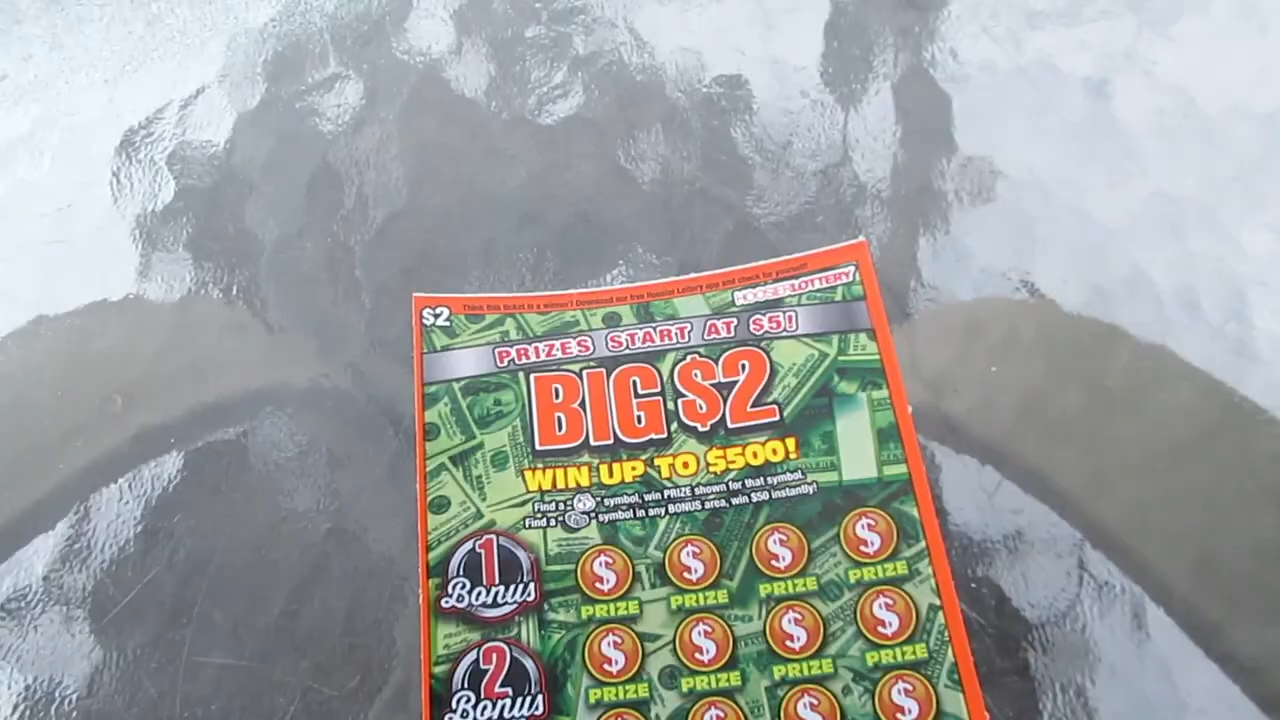 Think this ticket is a winner? Download our free Hoosier Lottery app and check for yourself!
$2
HOOSIERLOTTERY
PRIZES START AT $5!
BIG $2
WIN UP TO $500!
Find a " " symbol, win PRIZE shown for that symbol.
Find a " " symbol in any BONUS area, win $50 instantly!
1 Bonus
$ $ $ $
PRIZE PRIZE PRIZE PRIZE
2 Bonus
$ $ $ $
PRIZE PRIZE PRIZE PRIZE
$ $ $ $